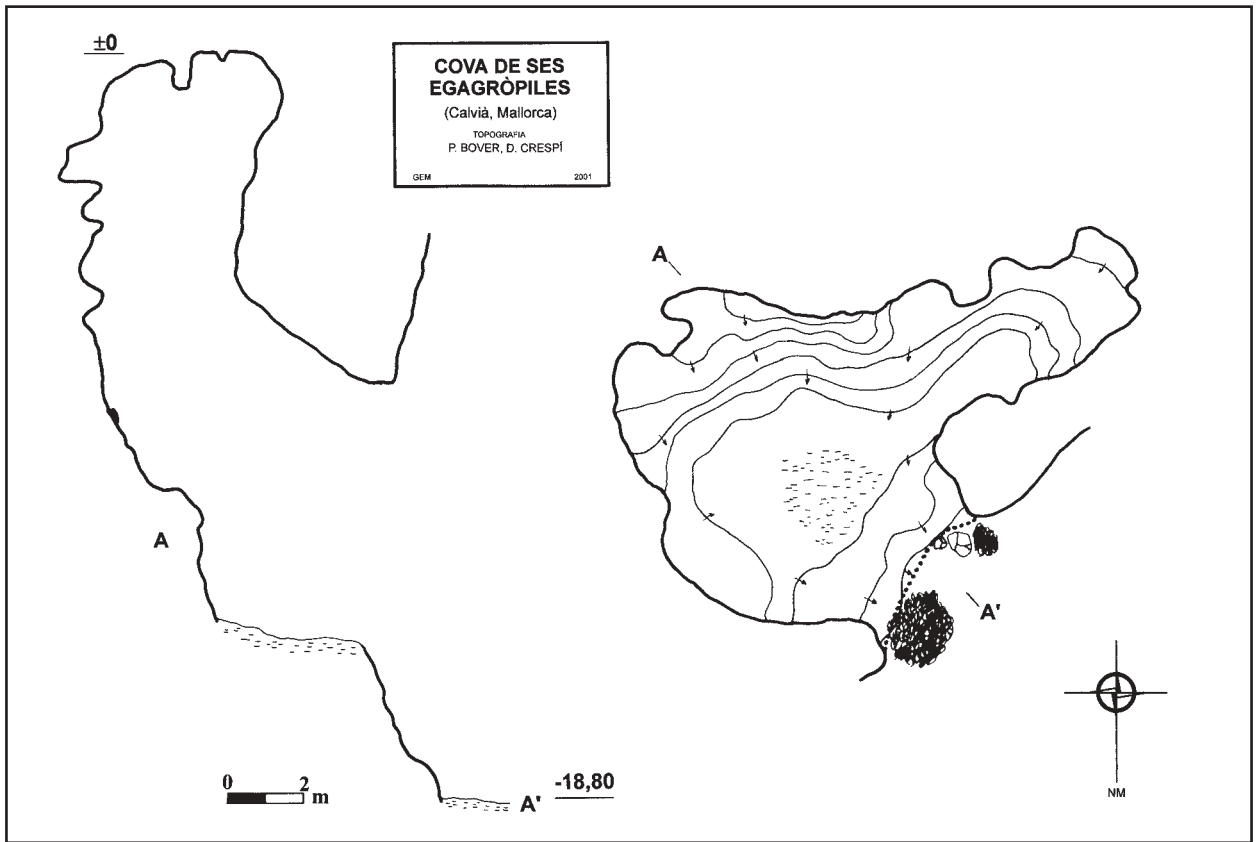 ±0
COVA DE SES
EGAGRÒPILES
(Calvià, Mallorca)
TOPOGRAFIA
P. BOVER, D. CRESPÍ
GEM 2001
A
A
A'
0 2
m
-18,80
A'
NM